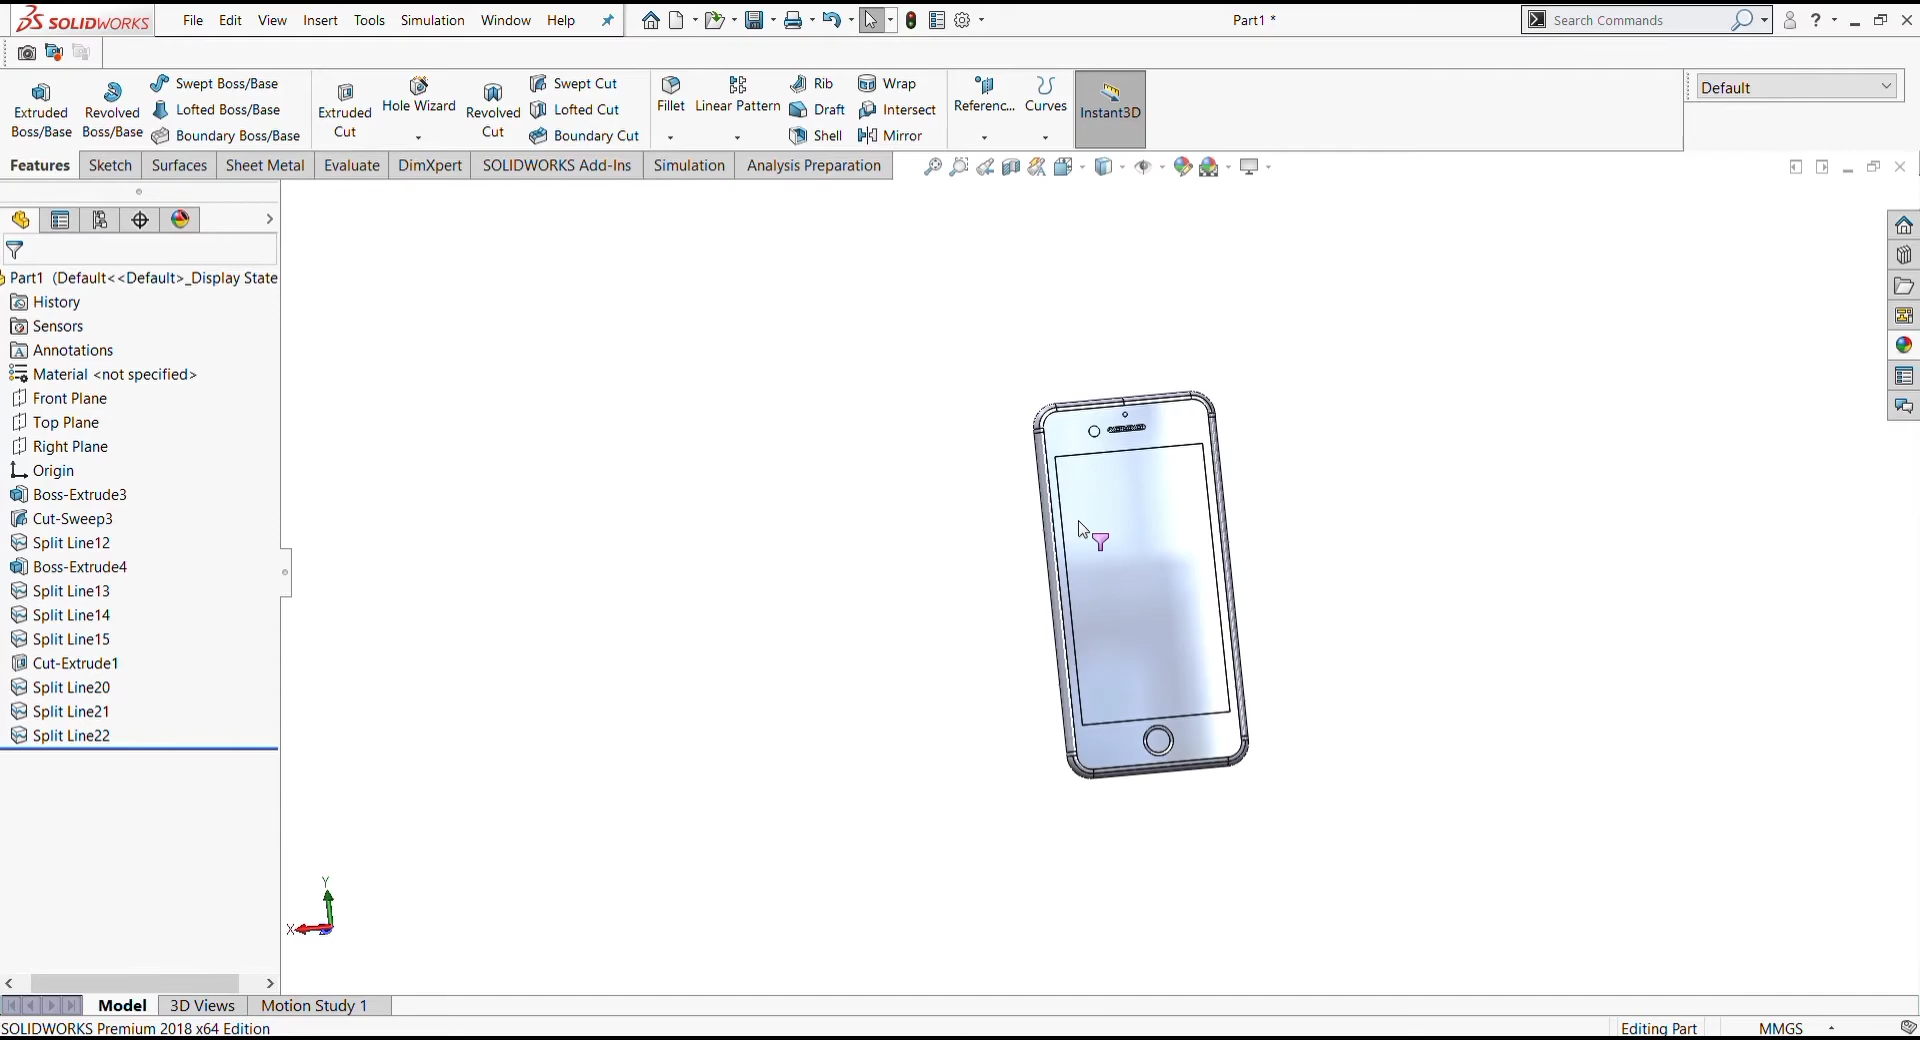 SOLIDWORKS File Edit View Insert Tools Simulation Window Help Part1 * Search Commands
Extruded Boss/Base
Revolved Boss/Base
Swept Boss/Base
Lofted Boss/Base
Boundary Boss/Base
Extruded Cut
Hole Wizard
Revolved Cut
Swept Cut
Lofted Cut
Boundary Cut
Fillet
Linear Pattern
Rib
Draft
Shell
Wrap
Intersect
Mirror
Referenc...
Curves
Instant3D
Default
Features Sketch Surfaces Sheet Metal Evaluate DimXpert SOLIDWORKS Add-Ins Simulation Analysis Preparation
Part1 (Default<<Default>_Display State
History
Sensors
Annotations
Material <not specified>
Front Plane
Top Plane
Right Plane
Origin
Boss-Extrude3
Cut-Sweep3
Split Line12
Boss-Extrude4
Split Line13
Split Line14
Split Line15
Cut-Extrude1
Split Line20
Split Line21
Split Line22
Y
X
Model 3D Views Motion Study 1
SOLIDWORKS Premium 2018 x64 Edition Editing Part MMGS